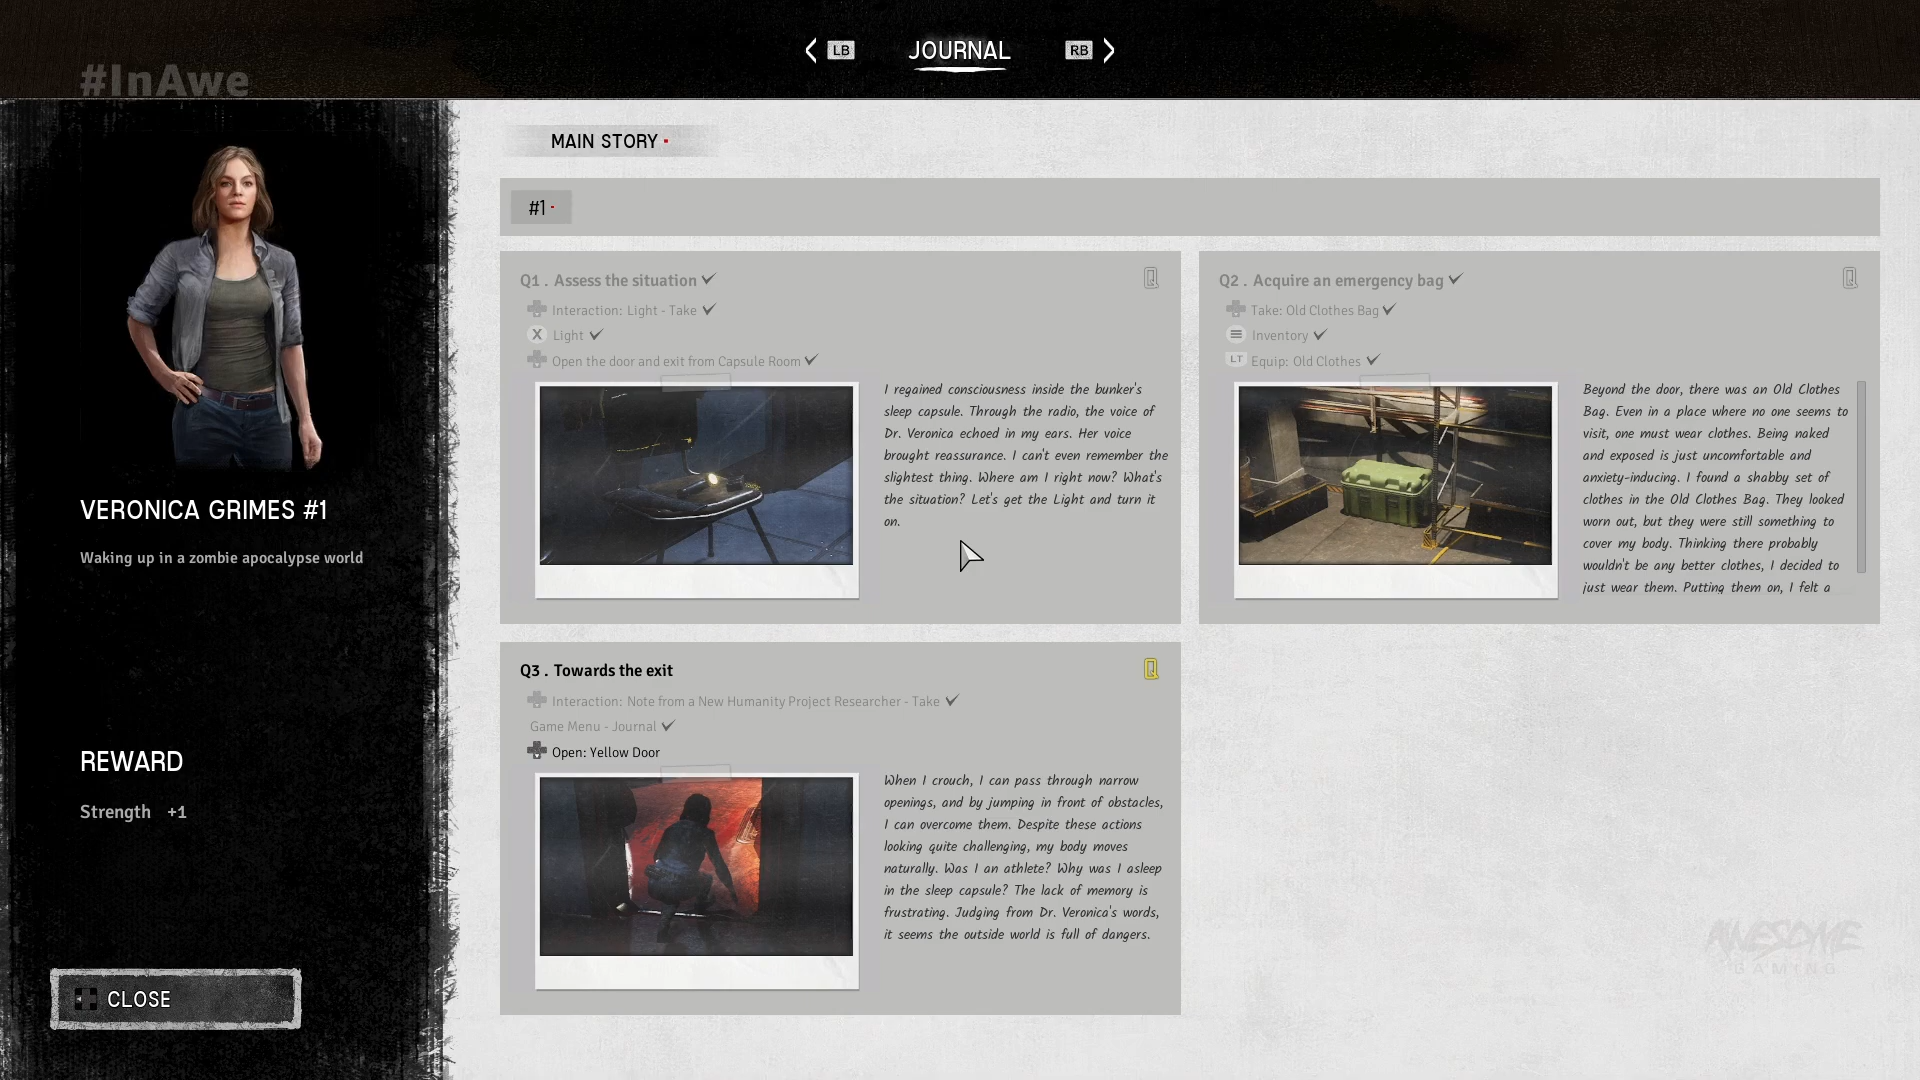 #InAwe
LB
JOURNAL
RB
VERONICA GRIMES #1
Waking up in a zombie apocalypse world
REWARD
Strength +1
CLOSE
MAIN STORY
#1
Q1 . Assess the situation
Interaction: Light - Take
X Light
Open the door and exit from Capsule Room
I regained consciousness inside the bunker's
sleep capsule. Through the radio, the voice of
Dr. Veronica echoed in my ears. Her voice
brought reassurance. I can't even remember the
slightest thing. Where am I right now? What's
the situation? Let's get the Light and turn it
on.
Q2 . Acquire an emergency bag
Take: Old Clothes Bag
Inventory
LT Equip: Old Clothes
Beyond the door, there was an Old Clothes
Bag. Even in a place where no one seems to
visit, one must wear clothes. Being naked
and exposed is just uncomfortable and
anxiety-inducing. I found a shabby set of
clothes in the Old Clothes Bag. They looked
worn out, but they were still something to
cover my body. Thinking there probably
wouldn't be any better clothes, I decided to
just wear them. Putting them on, I felt a
Q3 . Towards the exit
Interaction: Note from a New Humanity Project Researcher - Take
Game Menu - Journal
Open: Yellow Door
When I crouch, I can pass through narrow
openings, and by jumping in front of obstacles,
I can overcome them. Despite these actions
looking quite challenging, my body moves
naturally. Was I an athlete? Why was I asleep
in the sleep capsule? The lack of memory is
frustrating. Judging from Dr. Veronica's words,
it seems the outside world is full of dangers.
AWESOME
GAMING